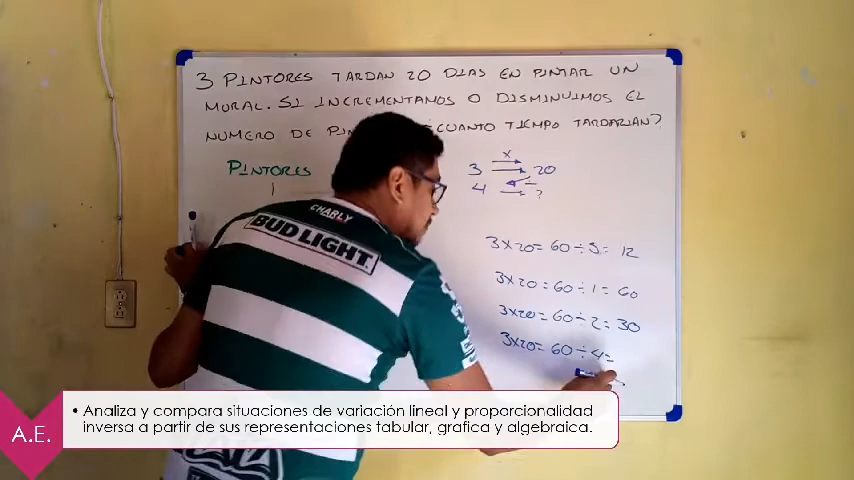 3 PINTORES TARDAN 20 DIAS EN PINTAR UN
MURAL. SI INCREMENTAMOS O DISMINUIMOS EL
NUMERO DE CUANTO TIEMPO TARDARIAN?
PINTORES
1
x
3 20
4 ?
3x20= 60÷5= 12
3x20= 60÷1= 60
3x20= 60÷2= 30
3x20= 60÷4=
CHARLY
BUD LIGHT
A.E.
• Analiza y compara situaciones de variación lineal y proporcionalidad
inversa a partir de sus representaciones tabular, grafica y algebraica.